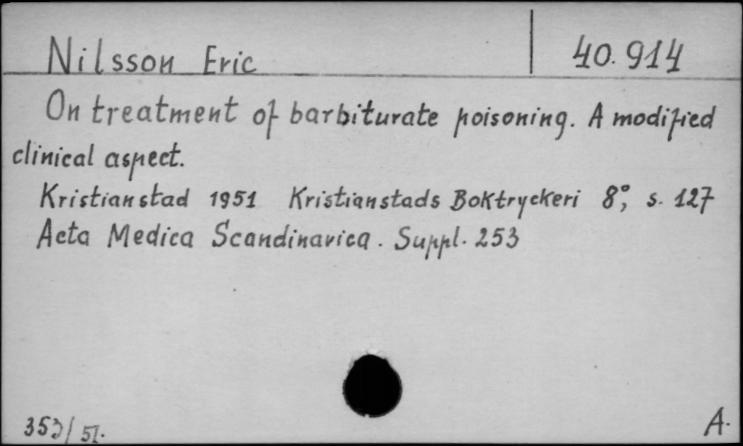 Nilsson Eric 40.914
On treatment of barbiturate poisoning. A modified
clinical aspect.
Kristianstad 1951 Kristianstads Boktryckeri 8°, s. 127
Acta Medica Scandinavica. Suppl. 253
353/51. A.